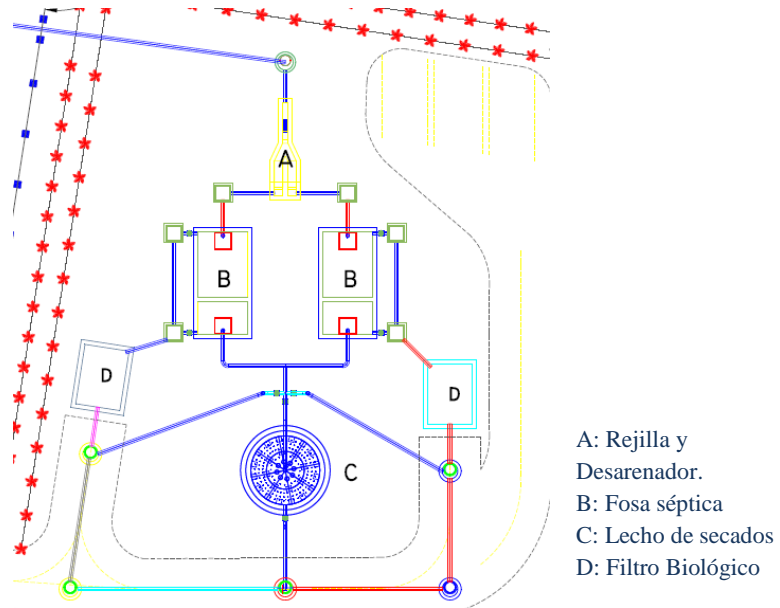 A
B
B
D
D
C
A: Rejilla y
Desarenador.
B: Fosa séptica
C: Lecho de secados
D: Filtro Biológico